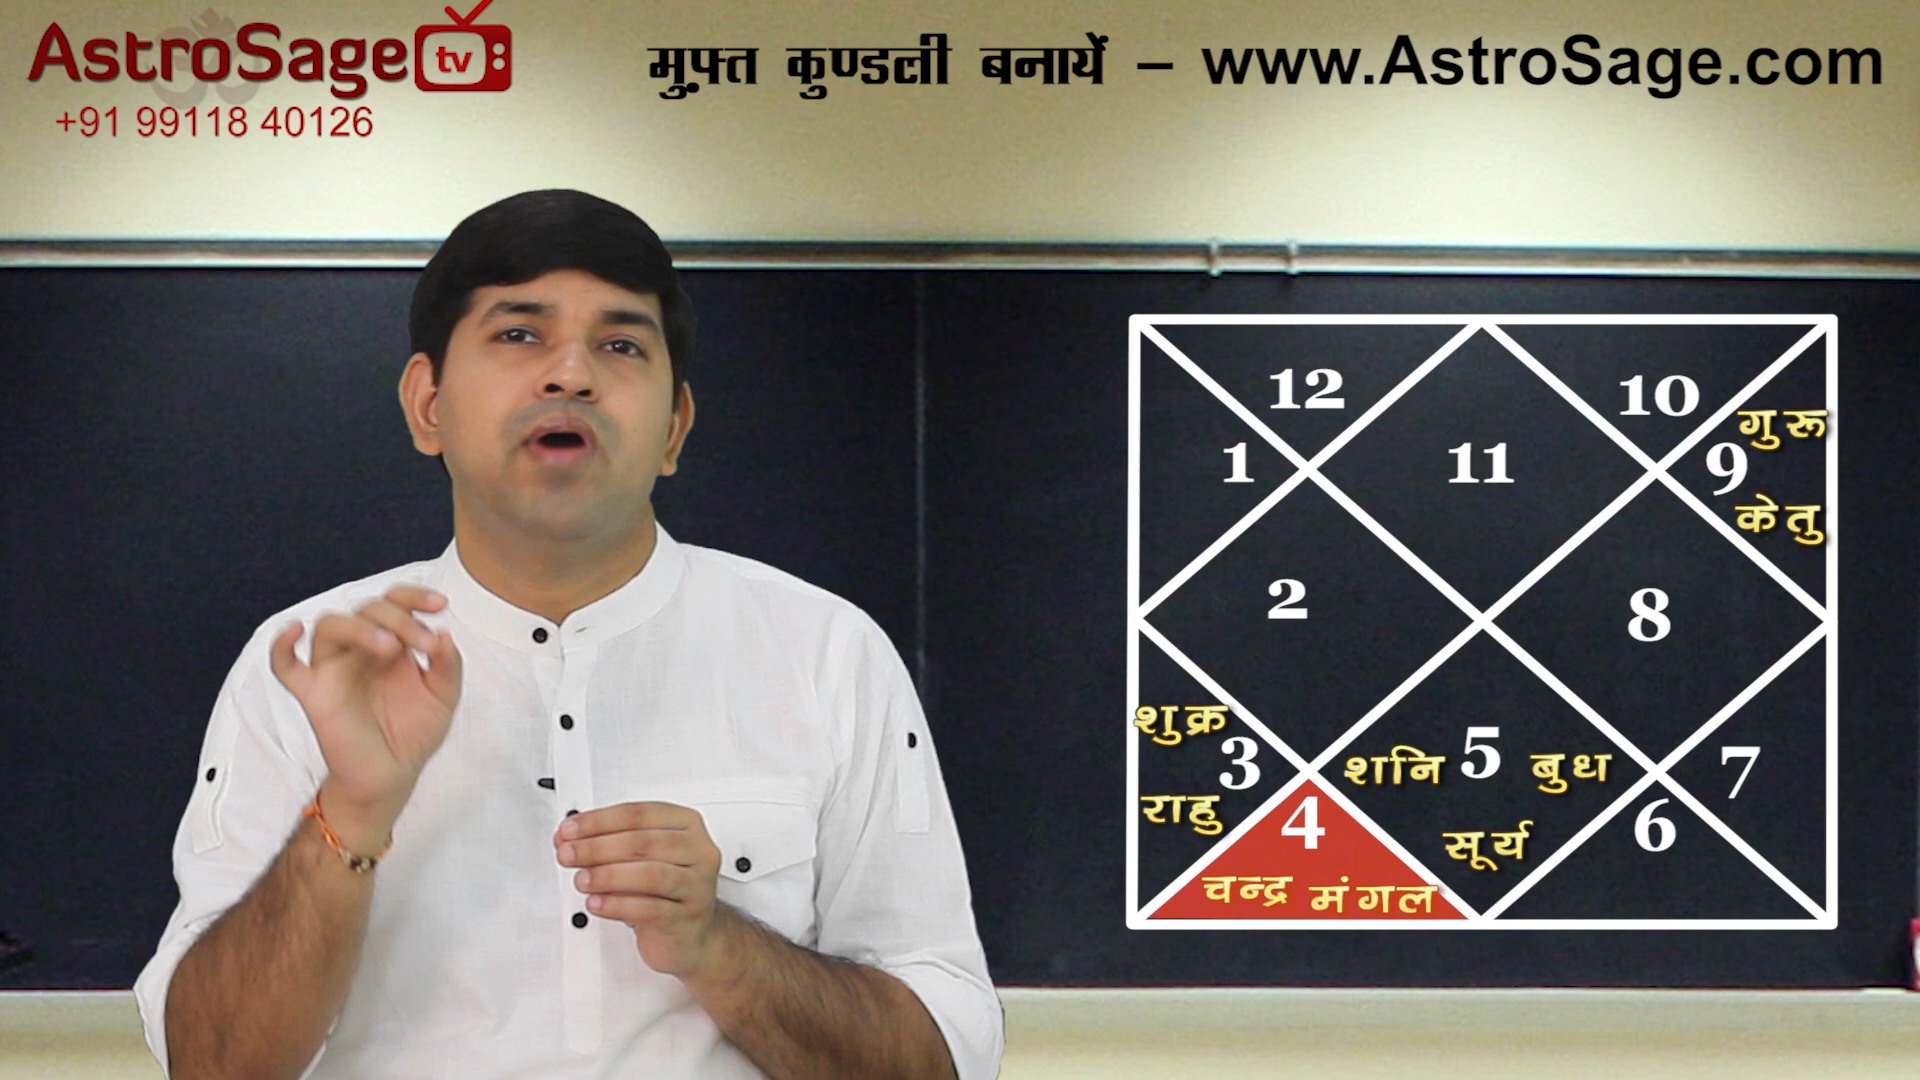 AstroSage tv
+91 99118 40126
मुफ़्त कुण्डली बनायें – www.AstroSage.com
12
10
गुरू
1
11
9
केतु
2
8
शुक्र
3
शनि
5
बुध
7
राहु
4
सूर्य
6
चन्द्र मंगल